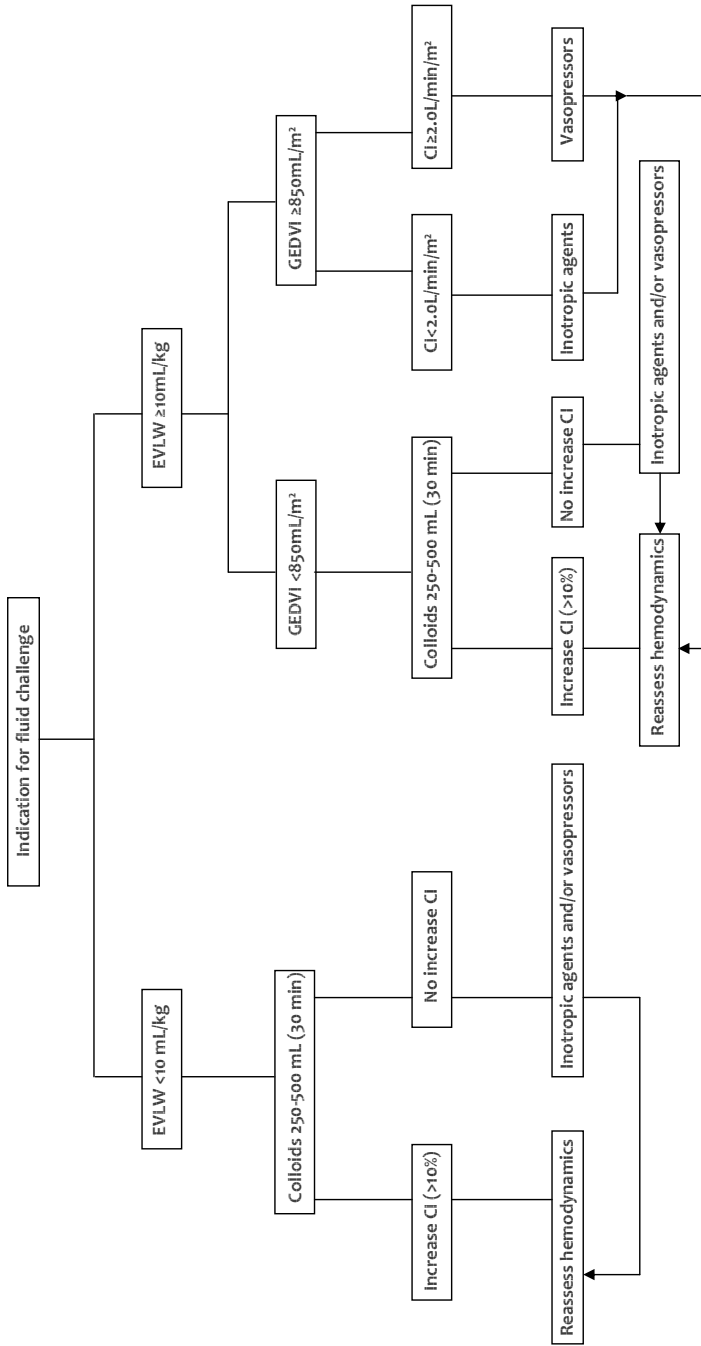 Indication for fluid challenge
EVLW <10 mL/kg
EVLW ≥10mL/kg
Colloids 250-500 mL (30 min)
GEDVI <850mL/m²
GEDVI ≥850mL/m²
Increase CI (>10%)
No increase CI
Colloids 250-500 mL (30 min)
CI<2.0L/min/m²
CI≥2.0L/min/m²
Reassess hemodynamics
Inotropic agents and/or vasopressors
Increase CI (>10%)
No increase CI
Inotropic agents
Vasopressors
Reassess hemodynamics
Inotropic agents and/or vasopressors